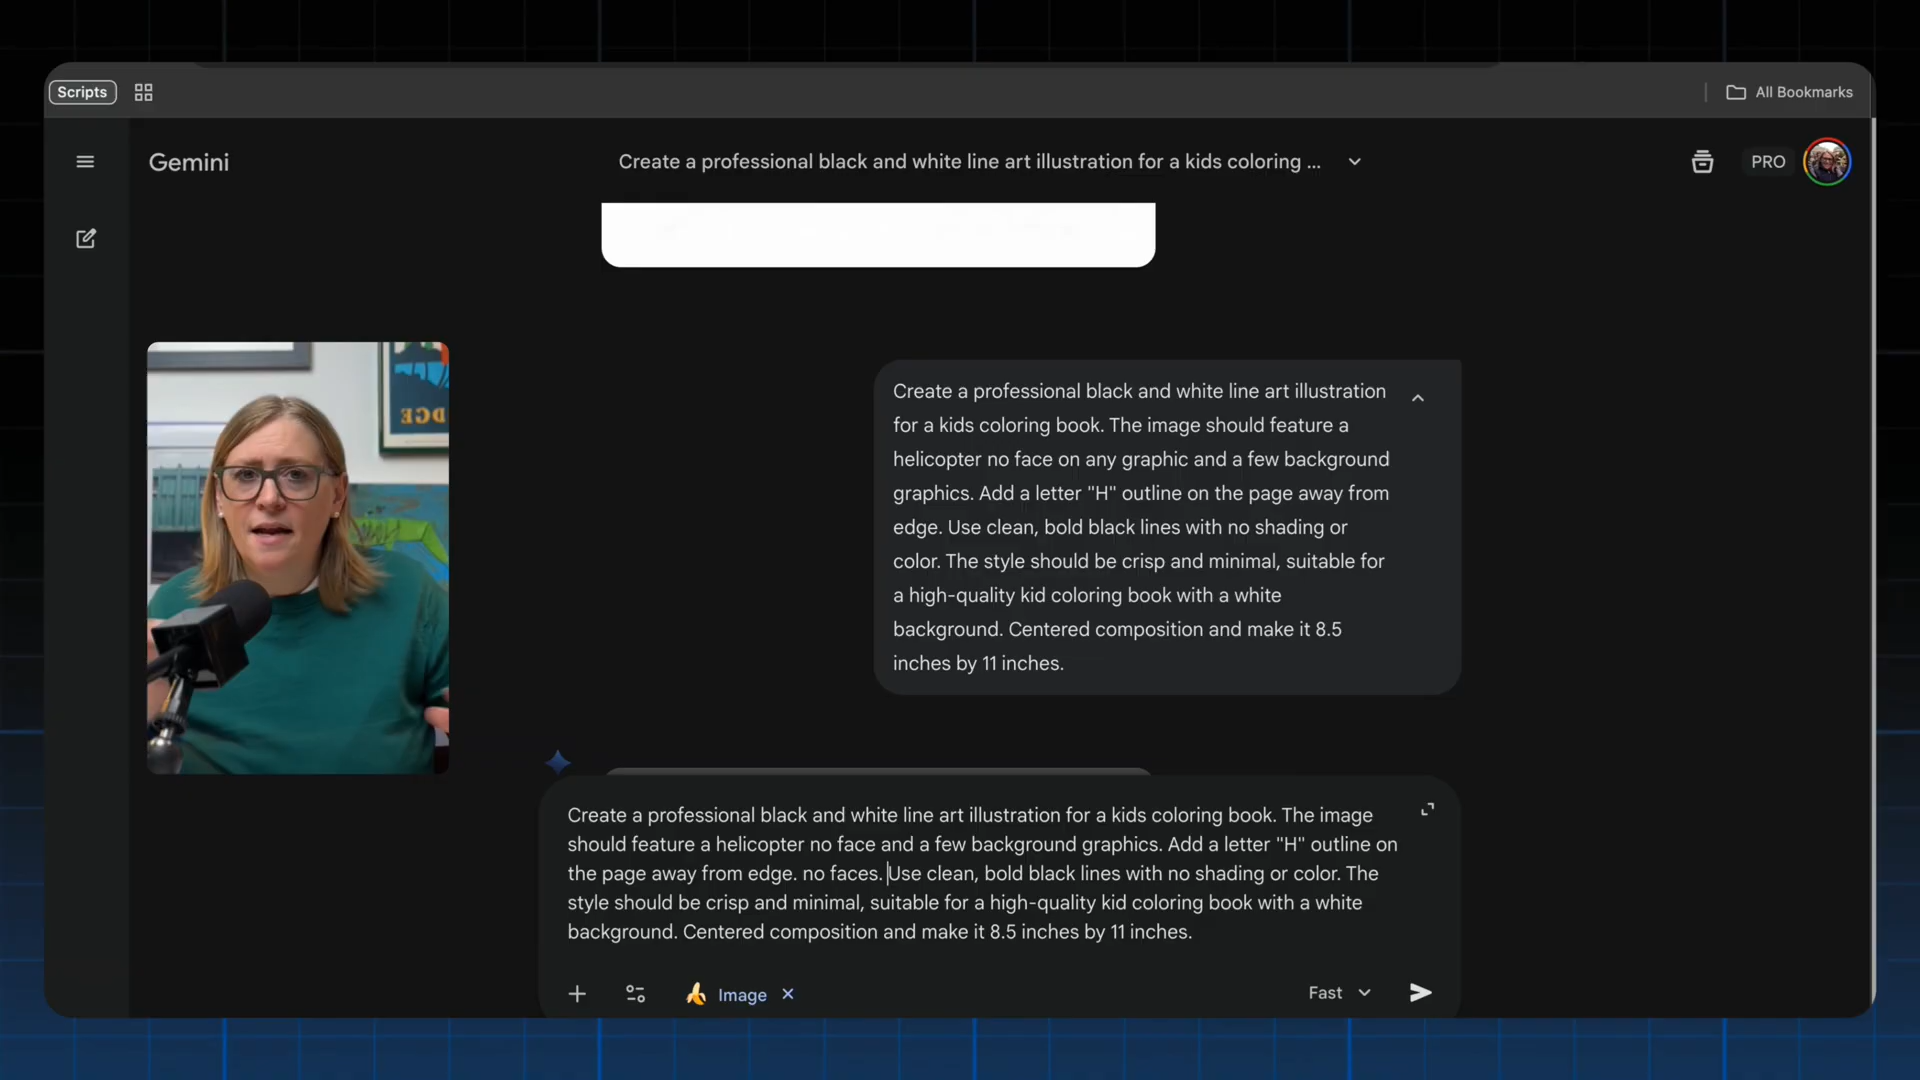 Scripts
All Bookmarks
Gemini
Create a professional black and white line art illustration for a kids coloring ...
PRO
Create a professional black and white line art illustration
for a kids coloring book. The image should feature a
helicopter no face on any graphic and a few background
graphics. Add a letter "H" outline on the page away from
edge. Use clean, bold black lines with no shading or
color. The style should be crisp and minimal, suitable for
a high-quality kid coloring book with a white
background. Centered composition and make it 8.5
inches by 11 inches.
Create a professional black and white line art illustration for a kids coloring book. The image
should feature a helicopter no face and a few background graphics. Add a letter "H" outline on
the page away from edge. no faces. Use clean, bold black lines with no shading or color. The
style should be crisp and minimal, suitable for a high-quality kid coloring book with a white
background. Centered composition and make it 8.5 inches by 11 inches.
Image
Fast